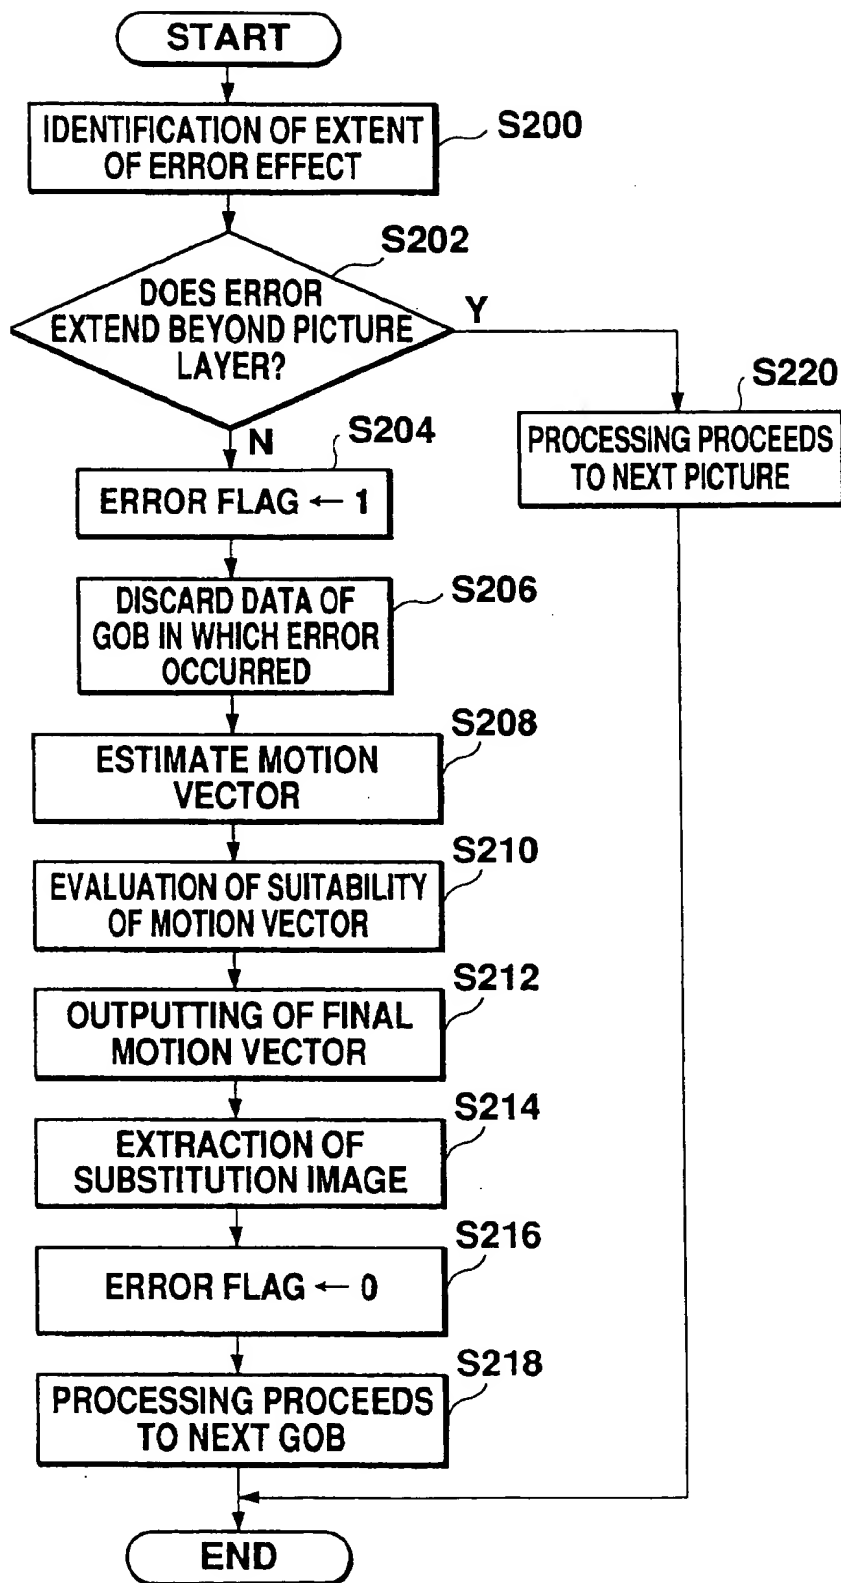 START
IDENTIFICATION OF EXTENT
OF ERROR EFFECT
S200
S202
DOES ERROR
EXTEND BEYOND PICTURE
LAYER?
Y
N
S220
PROCESSING PROCEEDS
TO NEXT PICTURE
S204
ERROR FLAG ← 1
S206
DISCARD DATA OF
GOB IN WHICH ERROR
OCCURRED
S208
ESTIMATE MOTION
VECTOR
S210
EVALUATION OF SUITABILITY
OF MOTION VECTOR
S212
OUTPUTTING OF FINAL
MOTION VECTOR
S214
EXTRACTION OF
SUBSTITUTION IMAGE
S216
ERROR FLAG ← 0
S218
PROCESSING PROCEEDS
TO NEXT GOB
END